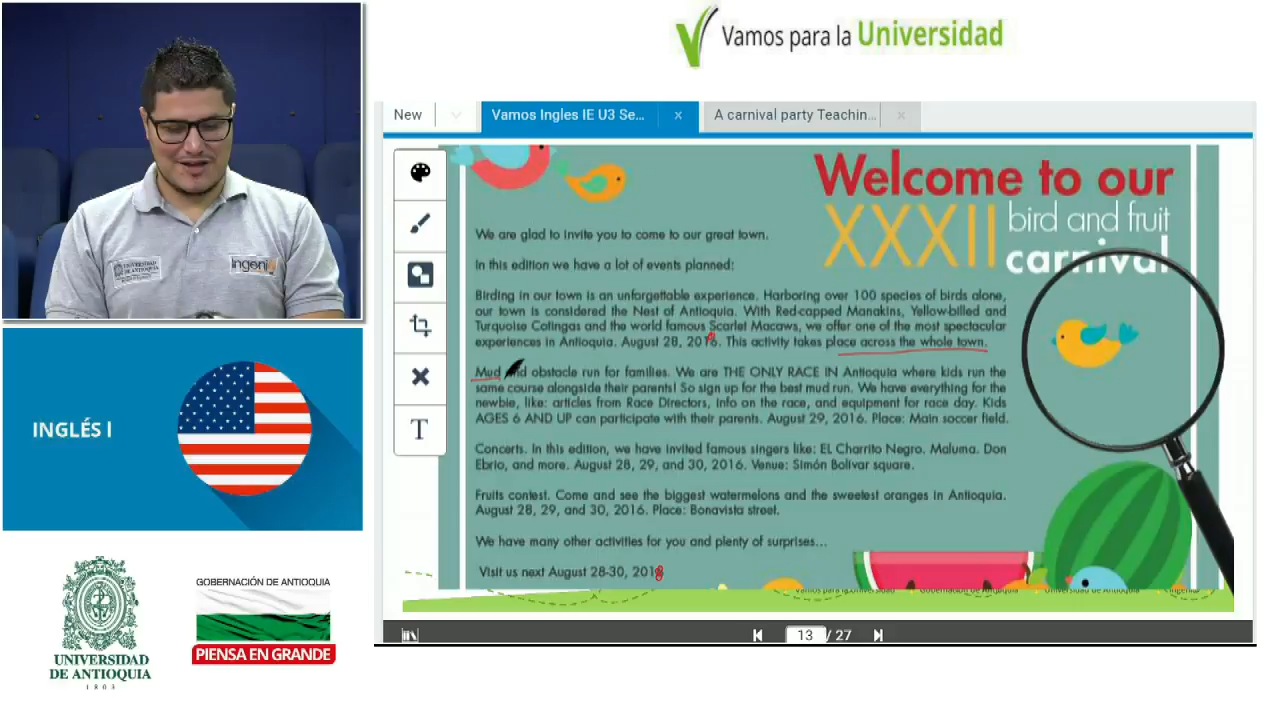 Vamos para la Universidad
New
Vamos Ingles IE U3 Se...
x
A carnival party Teachin...
x
Welcome to our
XXXII bird and fruit
carnival
We are glad to invite you to come to our great town.
In this edition we have a lot of events planned:
Birding in our town is an unforgettable experience. Harboring over 100 species of birds alone,
our town is considered the Nest of Antioquia. With Red-capped Manakins, Yellow-billed and
Turquoise Cotingas and the world famous Scarlet Macaws, we offer one of the most spectacular
experiences in Antioquia. August 28, 2018. This activity takes place across the whole town.
Mud and obstacle run for families. We are THE ONLY RACE IN Antioquia where kids run the
same course alongside their parents! So sign up for the best mud run. We have everything for the
newbie, like: articles from Race Directors, info on the race, and equipment for race day. Kids
AGES 6 AND UP can participate with their parents. August 29, 2016. Place: Main soccer field.
Concerts. In this edition, we have invited famous singers like: EL Charrito Negro. Maluma. Don
Ebrio, and more. August 28, 29, and 30, 2016. Venue: Simón Bolivar square.
Fruits contest. Come and see the biggest watermelons and the sweetest oranges in Antioquia.
August 28, 29, and 30, 2016. Place: Bonavista street.
We have many other activities for you and plenty of surprises...
Visit us next August 28-30, 2018
T
13 / 27
UNIVERSIDAD
DE ANTIOQUIA
ingeni@
INGLÉS I
UNIVERSIDAD
DE ANTIOQUIA
1803
GOBERNACIÓN DE ANTIOQUIA
PIENSA EN GRANDE